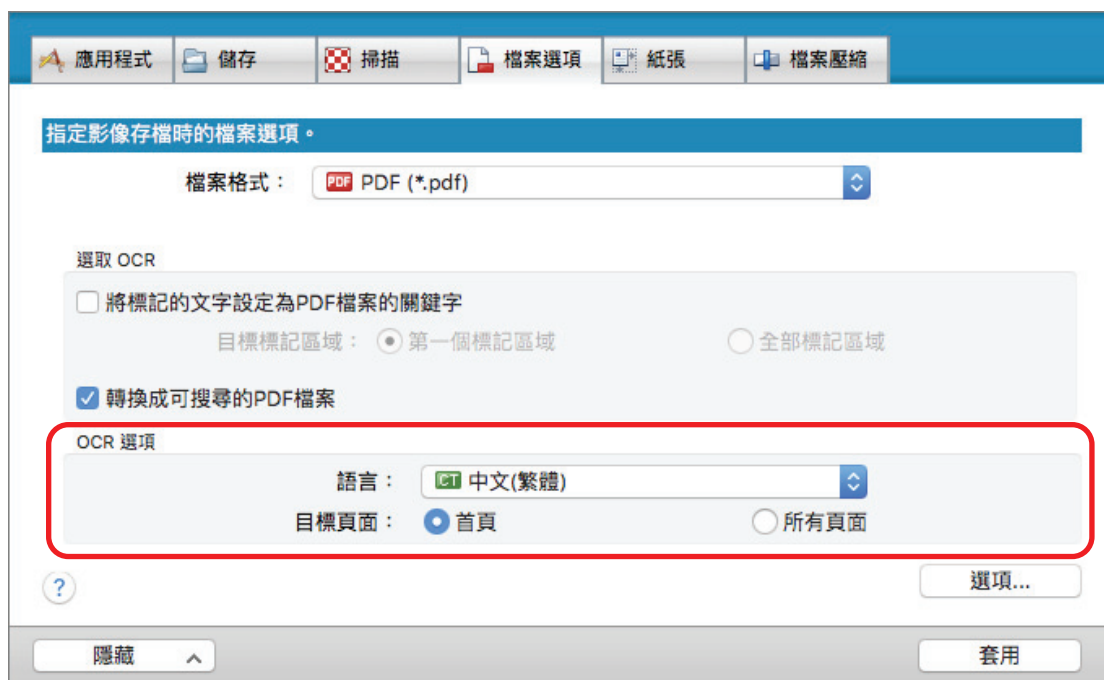 應用程式 儲存 掃描 檔案選項 紙張 檔案壓縮
指定影像存檔時的檔案選項。
檔案格式： PDF PDF (*.pdf)
選取 OCR
將標記的文字設定為PDF檔案的關鍵字
目標標記區域： 第一個標記區域 全部標記區域
轉換成可搜尋的PDF檔案
OCR 選項
語言： CT 中文(繁體)
目標頁面： 首頁 所有頁面
? 選項...
隱藏 套用